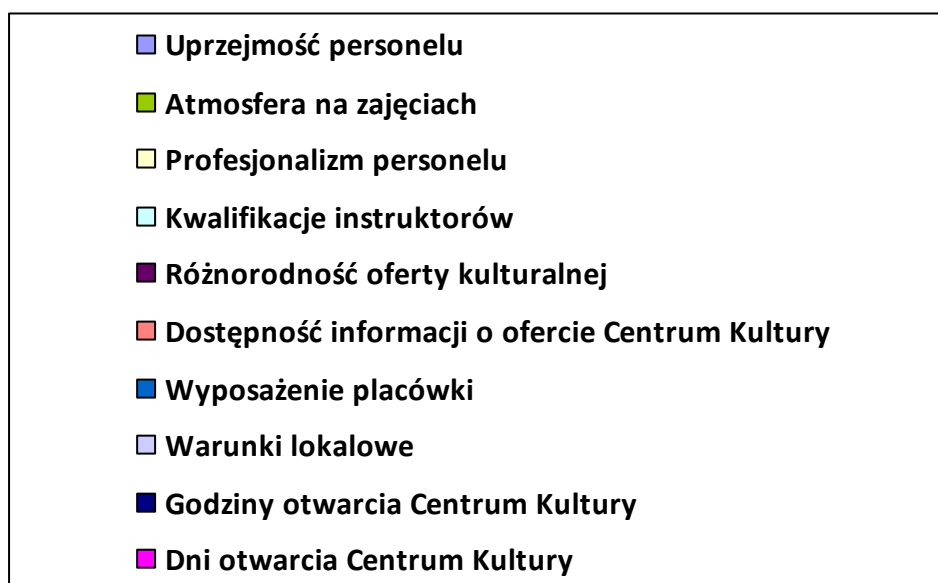 Uprzejmość personelu
Atmosfera na zajęciach
Profesjonalizm personelu
Kwalifikacje instruktorów
Różnorodność oferty kulturalnej
Dostępność informacji o ofercie Centrum Kultury
Wyposażenie placówki
Warunki lokalowe
Godziny otwarcia Centrum Kultury
Dni otwarcia Centrum Kultury